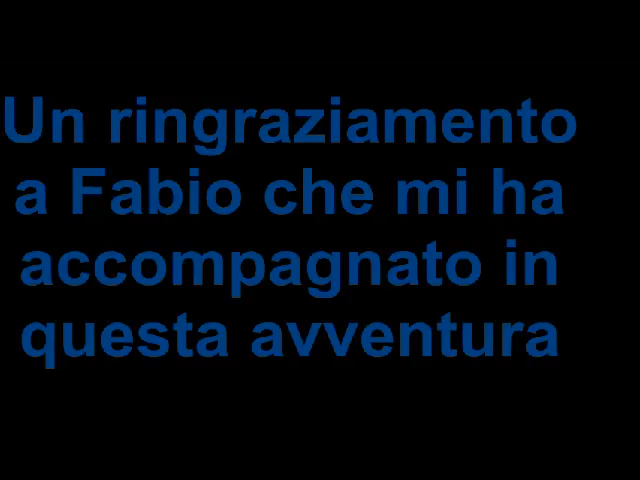 Un ringraziamento
a Fabio che mi ha
accompagnato in
questa avventura